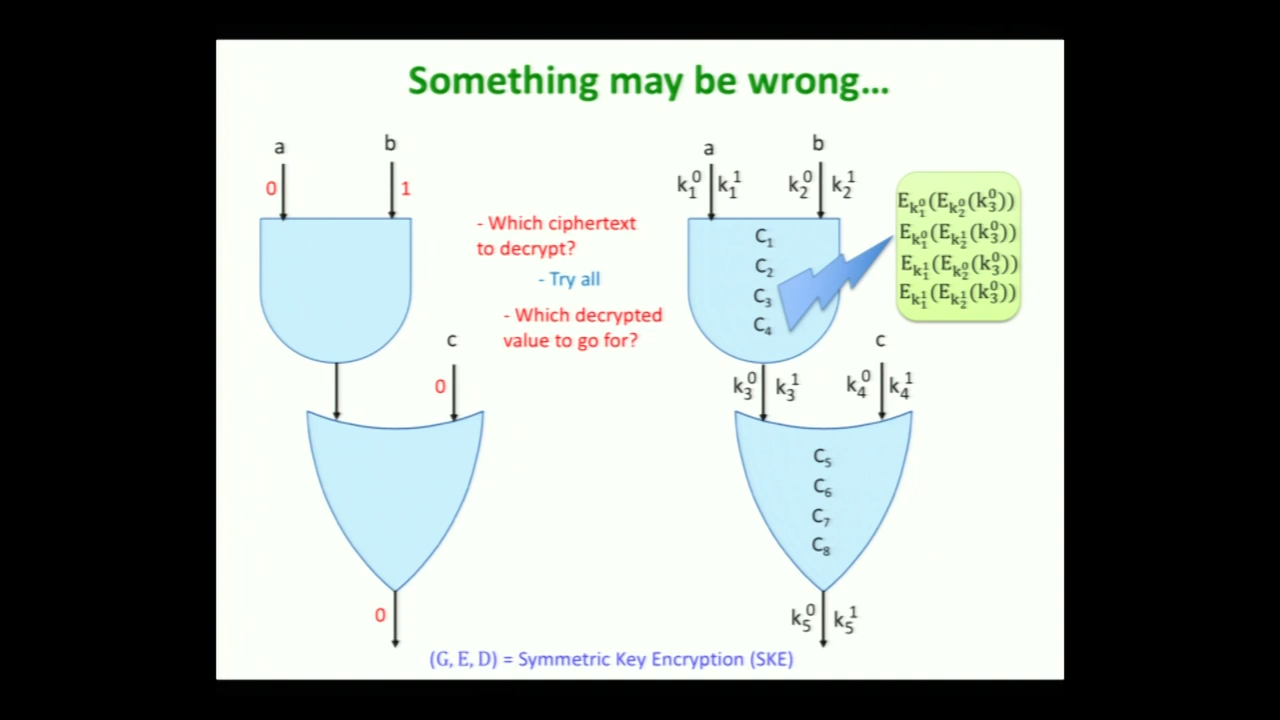 Something may be wrong...
a
b
0
1
- Which ciphertext
to decrypt?
- Try all
- Which decrypted
value to go for?
c
0
0
a
b
k₁⁰ k₁¹
k₂⁰ k₂¹
C₁
C₂
C₃
C₄
E_{k₁⁰}(E_{k₂⁰}(k₃⁰))
E_{k₁⁰}(E_{k₂¹}(k₃⁰))
E_{k₁¹}(E_{k₂⁰}(k₃⁰))
E_{k₁¹}(E_{k₂¹}(k₃⁰))
c
k₃⁰ k₃¹
k₄⁰ k₄¹
C₅
C₆
C₇
C₈
k₅⁰ k₅¹
(G, E, D) = Symmetric Key Encryption (SKE)